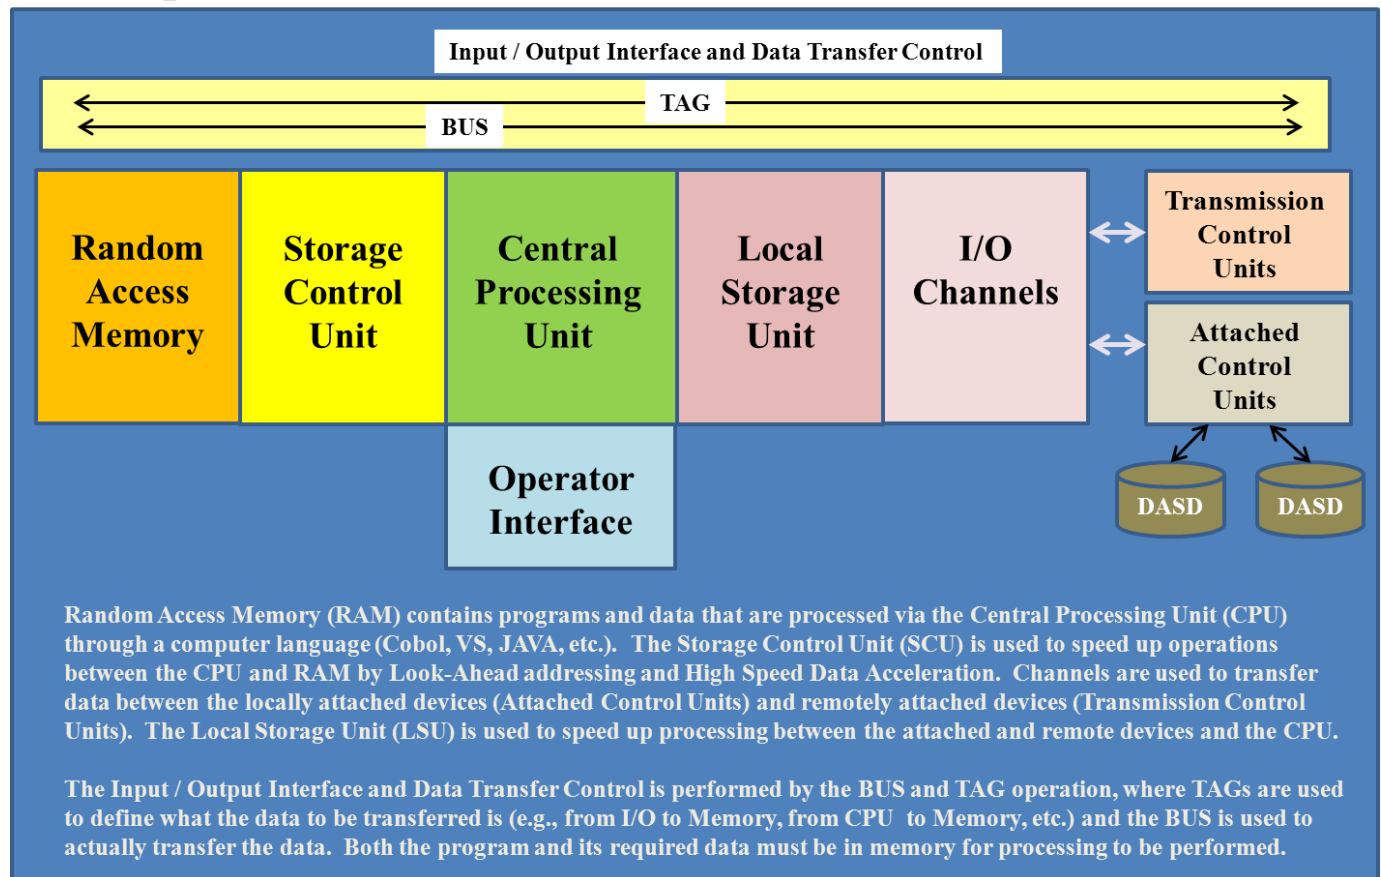 Input / Output Interface and Data Transfer Control
TAG
BUS
Random
Access
Memory
Storage
Control
Unit
Central
Processing
Unit
Local
Storage
Unit
I/O
Channels
Transmission
Control
Units
Attached
Control
Units
Operator
Interface
DASD
DASD
Random Access Memory (RAM) contains programs and data that are processed via the Central Processing Unit (CPU)
through a computer language (Cobol, VS, JAVA, etc.).  The Storage Control Unit (SCU) is used to speed up operations
between the CPU and RAM by Look-Ahead addressing and High Speed Data Acceleration.  Channels are used to transfer
data between the locally attached devices (Attached Control Units) and remotely attached devices (Transmission Control
Units).  The Local Storage Unit (LSU) is used to speed up processing between the attached and remote devices and the CPU.
The Input / Output Interface and Data Transfer Control is performed by the BUS and TAG operation, where TAGs are used
to define what the data to be transferred is (e.g., from I/O to Memory, from CPU  to Memory, etc.) and the BUS is used to
actually transfer the data.  Both the program and its required data must be in memory for processing to be performed.